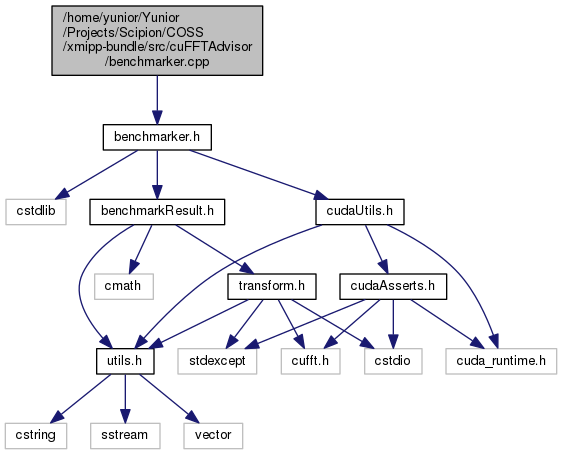 /home/yunior/Yunior
/Projects/Scipion/COSS
/xmipp-bundle/src/cuFFTAdvisor
/benchmarker.cpp
benchmarker.h
cstdlib
benchmarkResult.h
cudaUtils.h
cmath
transform.h
cudaAsserts.h
utils.h
stdexcept
cufft.h
cstdio
cuda_runtime.h
cstring
sstream
vector